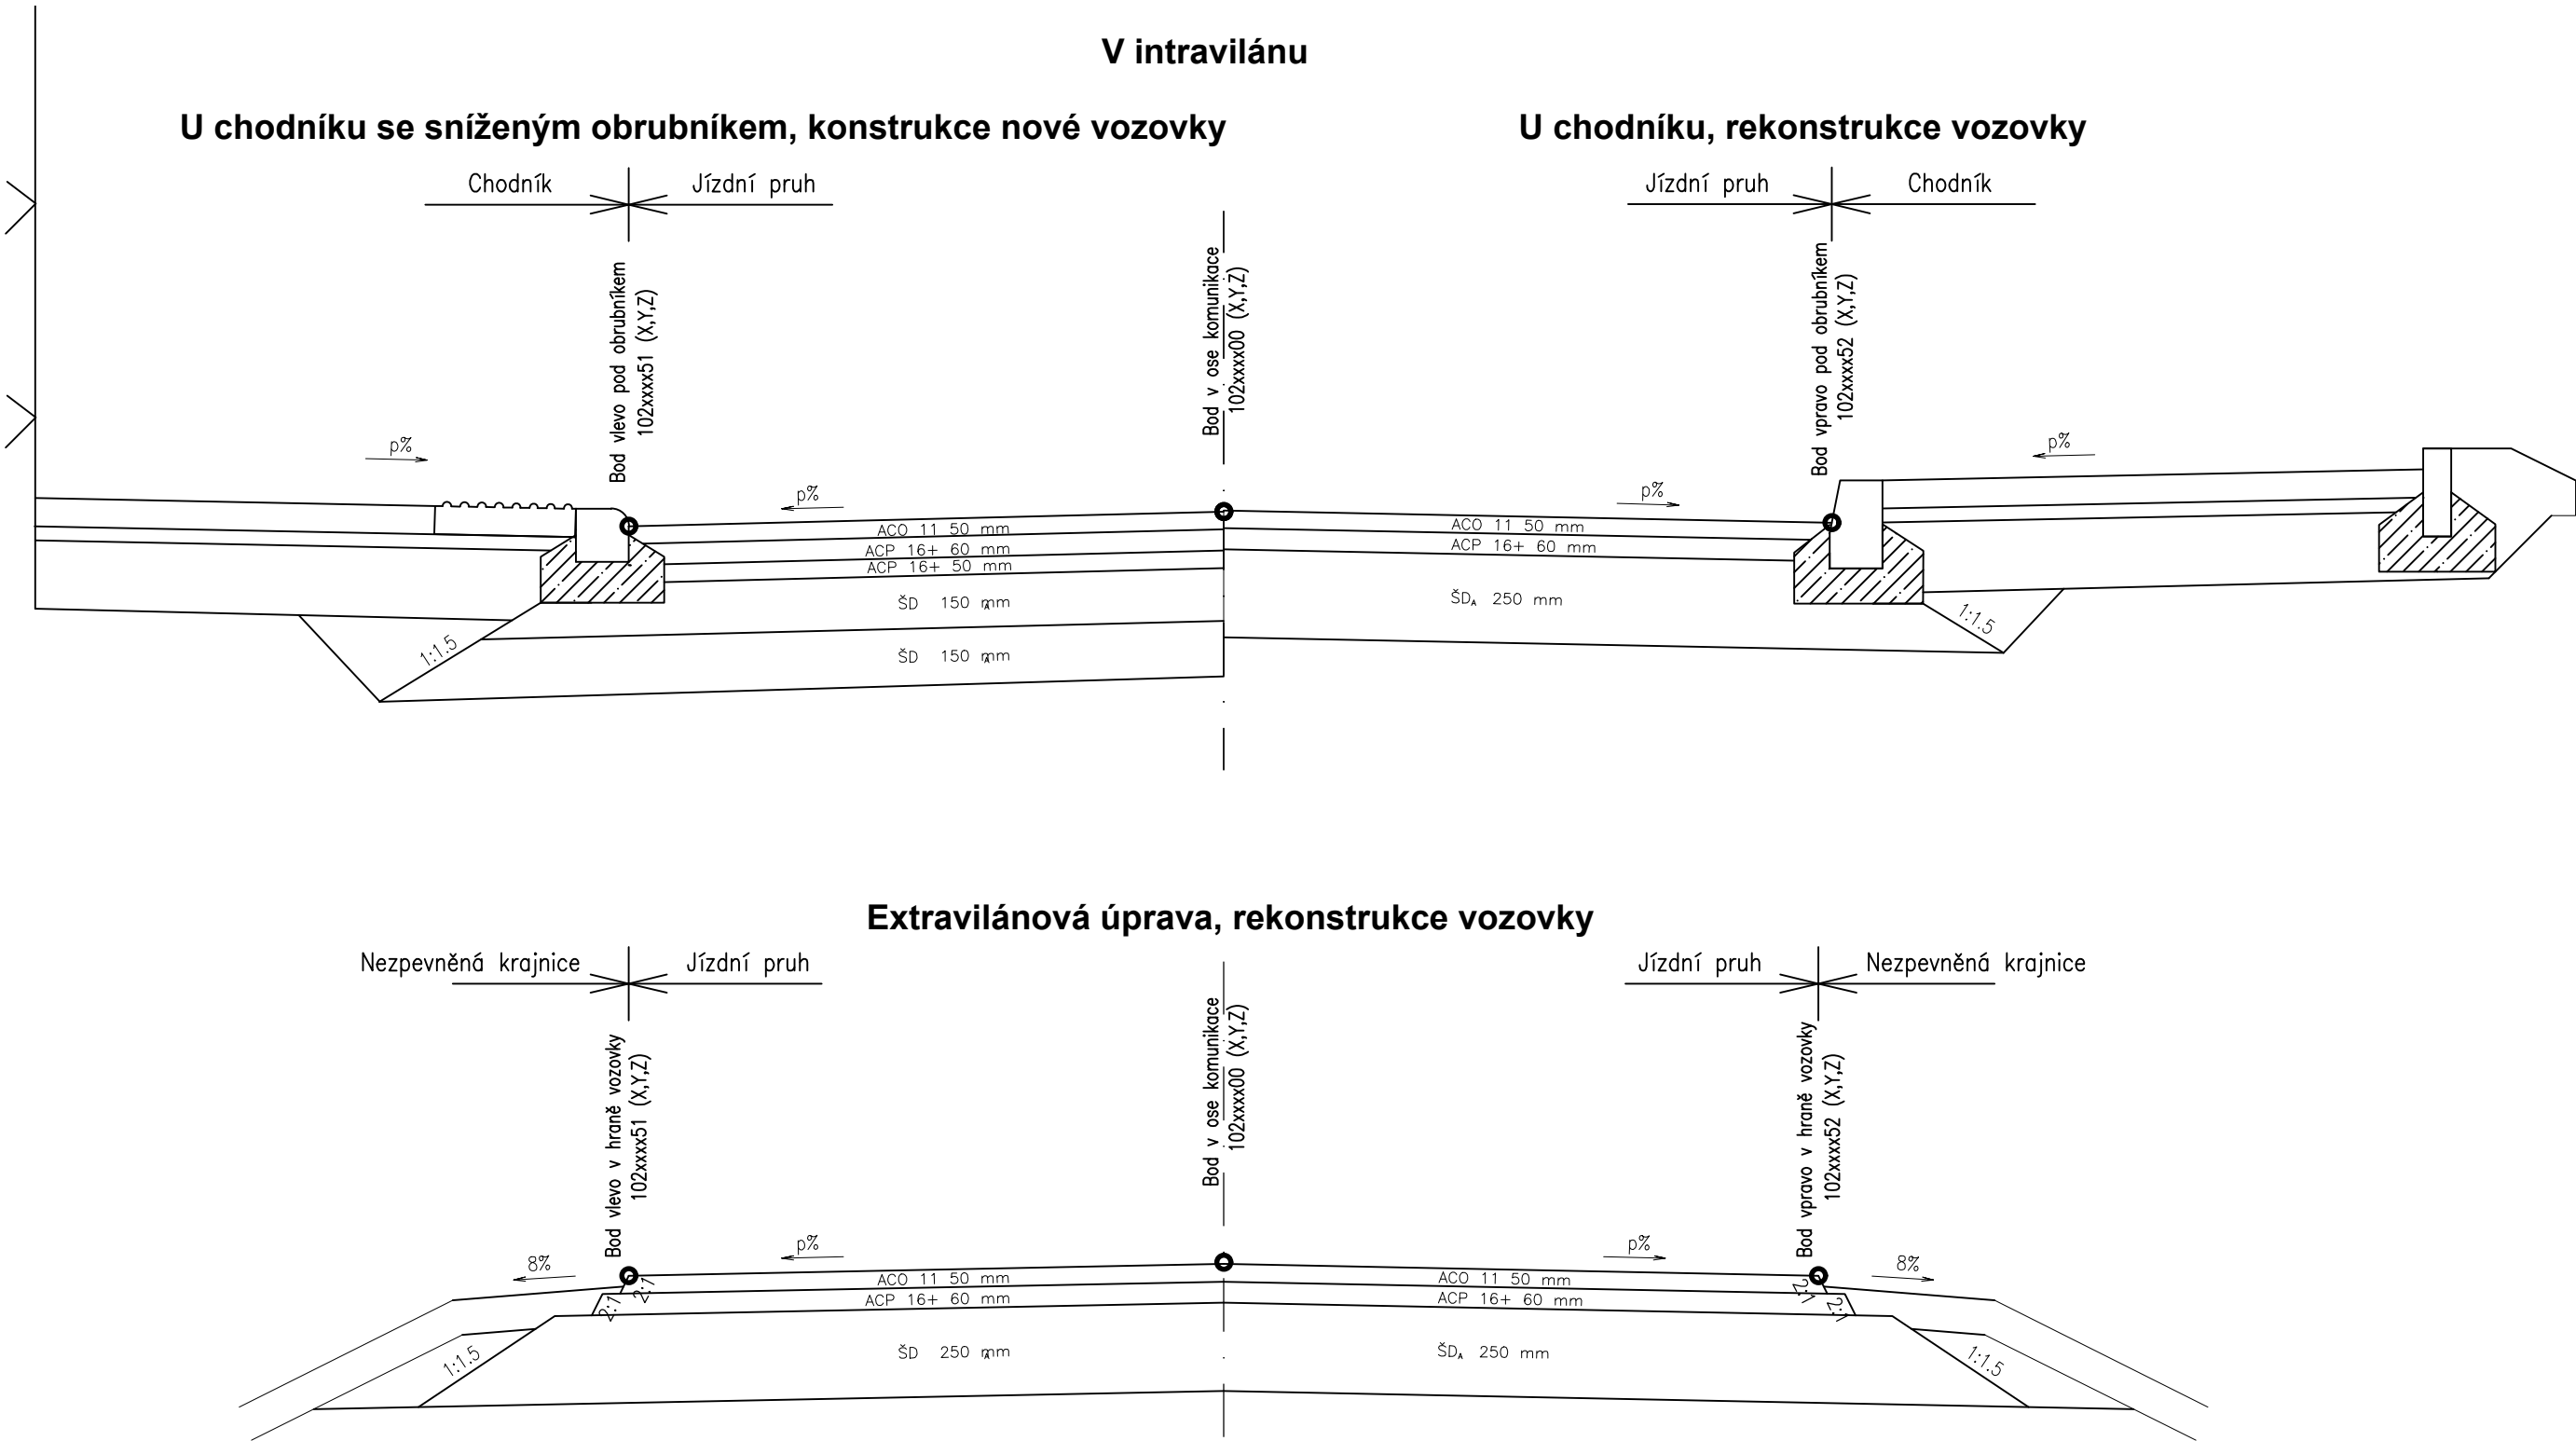 V intravilánu
U chodníku se sníženým obrubníkem, konstrukce nové vozovky
U chodníku, rekonstrukce vozovky
Chodník
Jízdní pruh
Jízdní pruh
Chodník
Bod vlevo pod obrubníkem
102xxxx51 (X,Y,Z)
Bod v ose komunikace
102xxxx00 (X,Y,Z)
Bod vpravo pod obrubníkem
102xxxx52 (X,Y,Z)
p%
p%
p%
p%
ACO 11 50 mm
ACP 16+ 60 mm
ACP 16+ 50 mm
ŠDA 150 mm
ŠDA 150 mm
1:1.5
ACO 11 50 mm
ACP 16+ 60 mm
ŠDA 250 mm
1:1.5
Extravilánová úprava, rekonstrukce vozovky
Nezpevněná krajnice
Jízdní pruh
Jízdní pruh
Nezpevněná krajnice
Bod vlevo v hraně vozovky
102xxxx51 (X,Y,Z)
Bod v ose komunikace
102xxxx00 (X,Y,Z)
Bod vpravo v hraně vozovky
102xxxx52 (X,Y,Z)
8%
p%
p%
8%
2:1
2:1
ACO 11 50 mm
ACP 16+ 60 mm
ŠDA 250 mm
1:1.5
ACO 11 50 mm
ACP 16+ 60 mm
ŠDA 250 mm
2:1
2:1
1:1.5